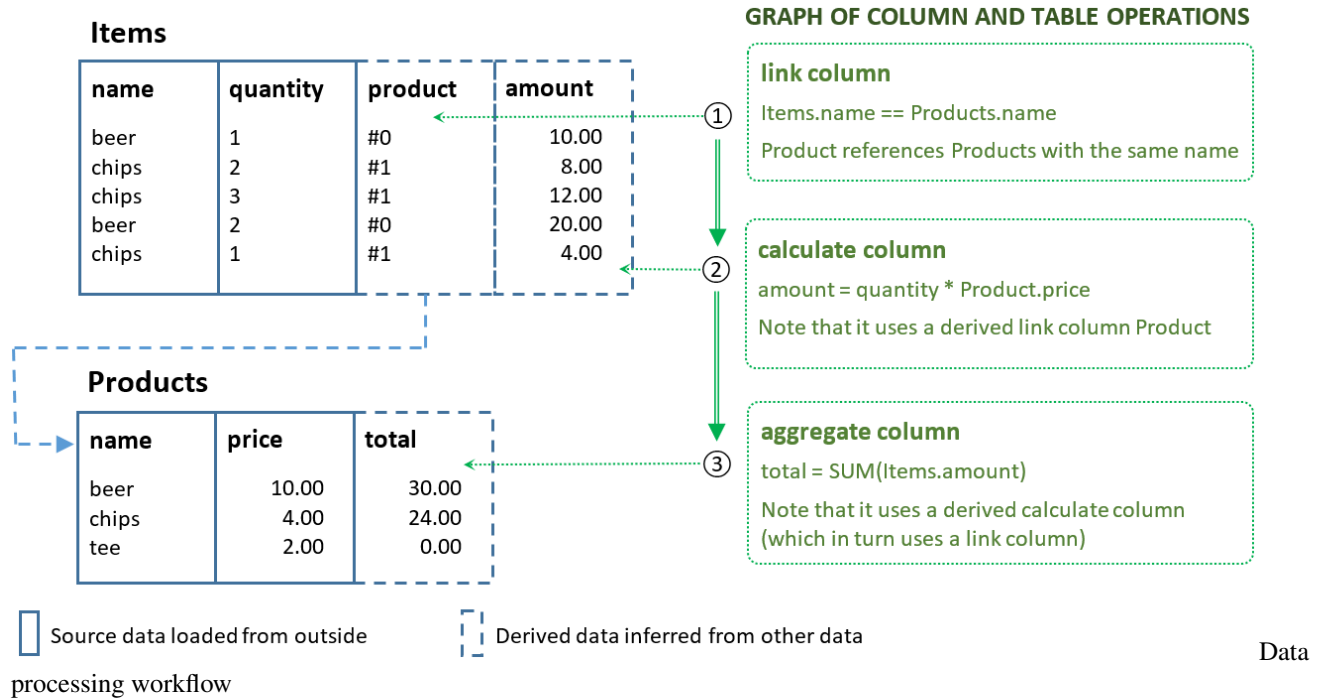 GRAPH OF COLUMN AND TABLE OPERATIONS
Items
name quantity product amount
beer 1 #0 10.00
chips 2 #1 8.00
chips 3 #1 12.00
beer 2 #0 20.00
chips 1 #1 4.00
1
link column
Items.name == Products.name
Product references Products with the same name
2
calculate column
amount = quantity * Product.price
Note that it uses a derived link column Product
Products
name price total
beer 10.00 30.00
chips 4.00 24.00
tee 2.00 0.00
3
aggregate column
total = SUM(Items.amount)
Note that it uses a derived calculate column
(which in turn uses a link column)
Source data loaded from outside
Derived data inferred from other data
Data
processing workflow